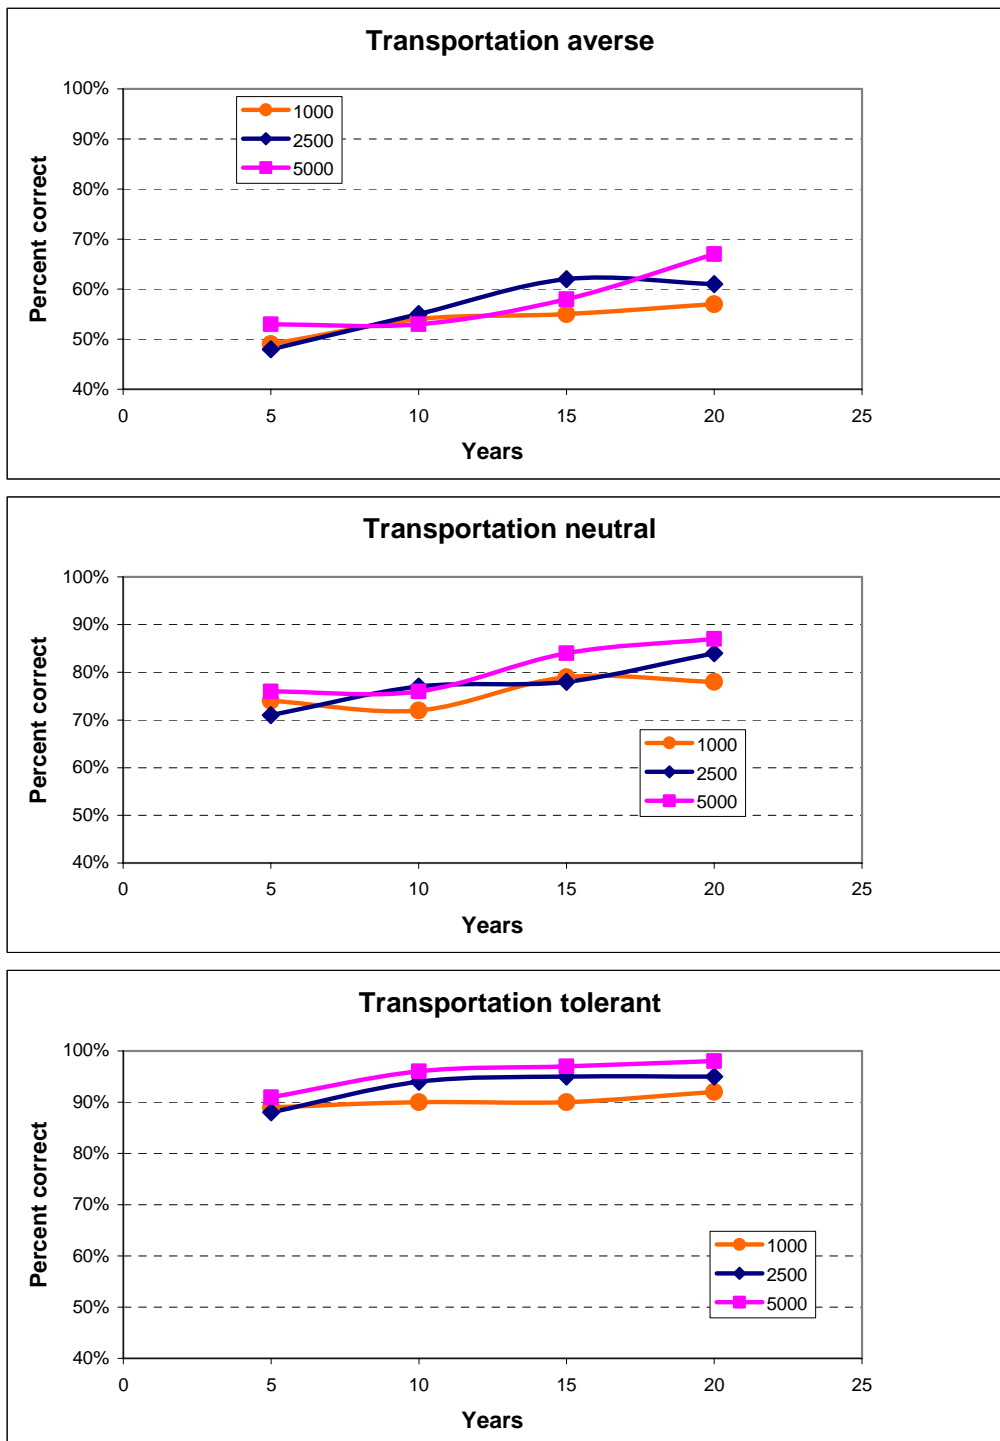 Transportation averse
100%
90%
80%
70%
60%
50%
40%
0 5 10 15 20 25
Percent correct
Years
1000
2500
5000
Transportation neutral
100%
90%
80%
70%
60%
50%
40%
0 5 10 15 20 25
Percent correct
Years
1000
2500
5000
Transportation tolerant
100%
90%
80%
70%
60%
50%
40%
0 5 10 15 20 25
Percent correct
Years
1000
2500
5000